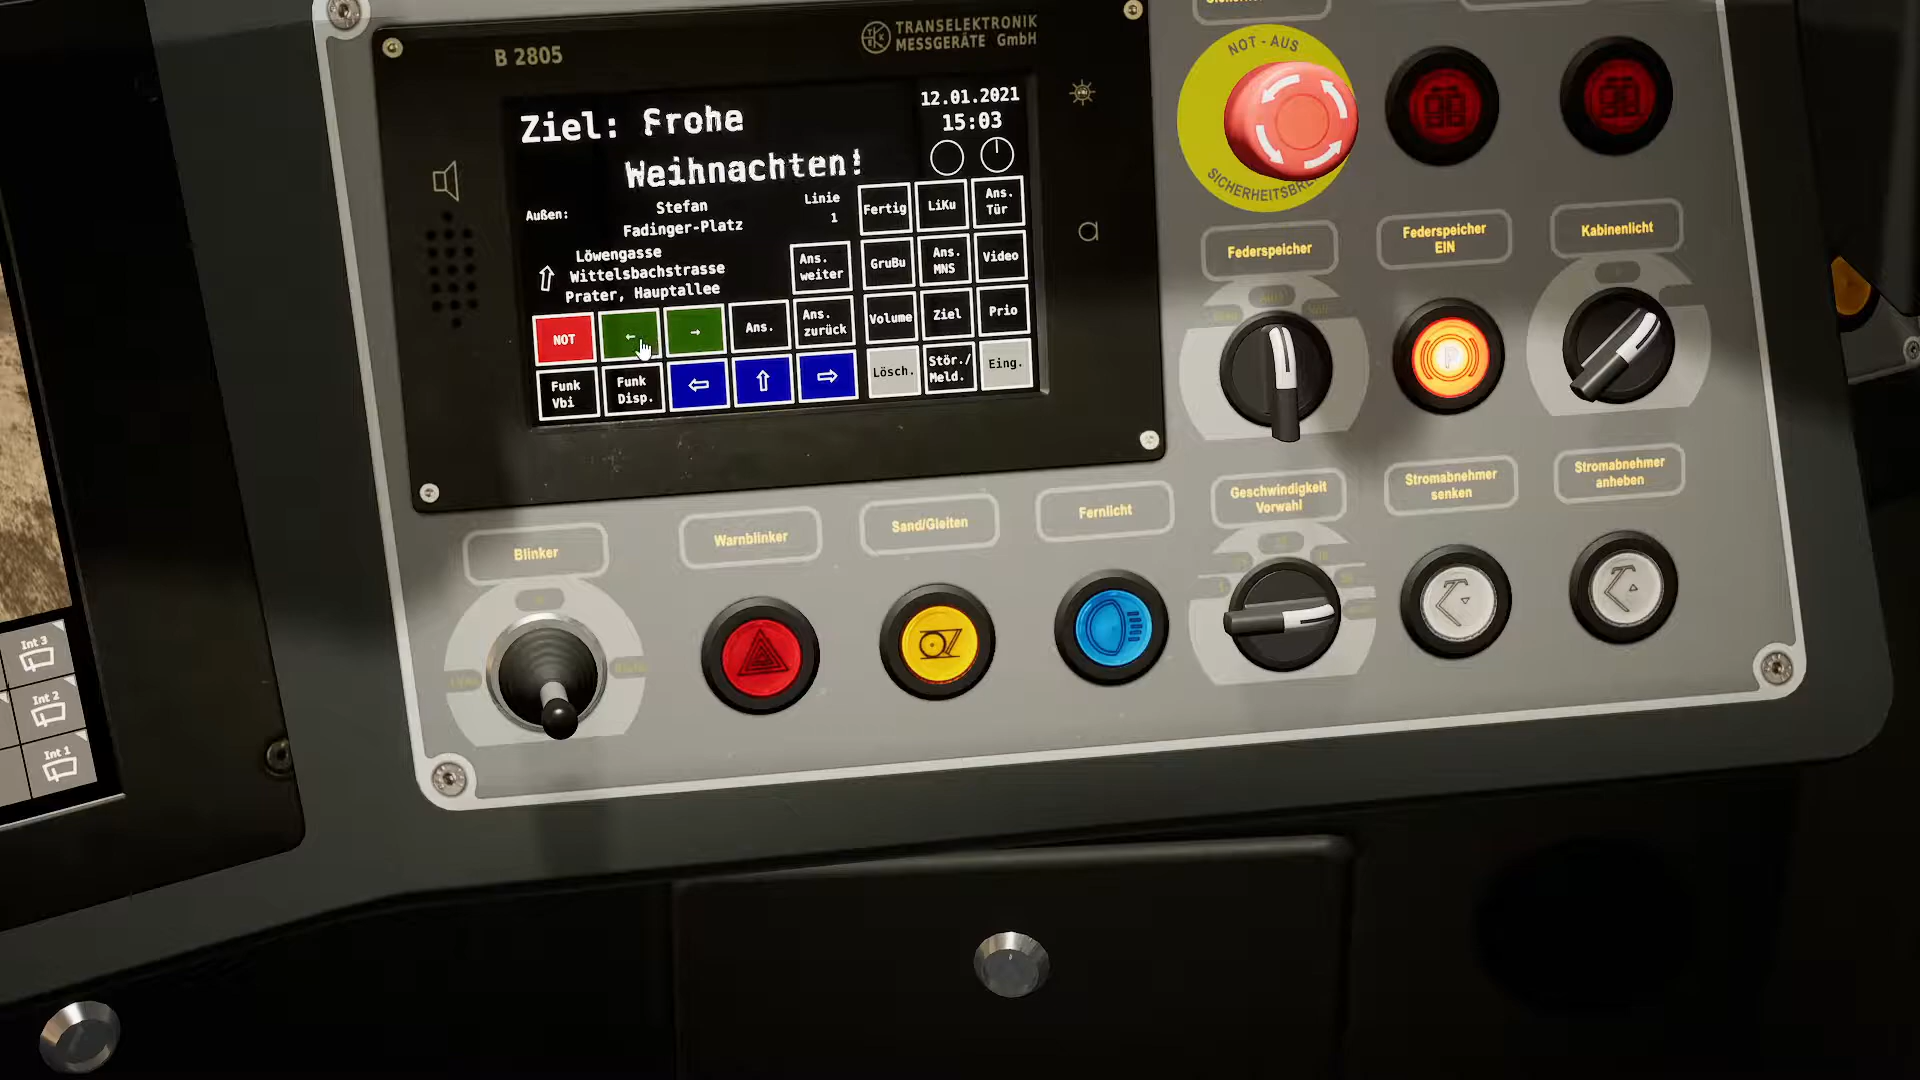 B 2805
TRANSELEKTRONIK
MESSGERÄTE GmbH
Ziel: Frohe
Weihnachten!
12.01.2021
15:03
Außen:
Stefan
Fadinger-Platz
Linie
1
Löwengasse
Wittelsbachstrasse
Prater, Hauptallee
Fertig
LiKu
Ans.
Tür
Ans.
weiter
GruBu
Ans.
MNS
Video
NOT
←
→
Ans.
Ans.
zurück
Volume
Ziel
Prio
Funk
Vbi
Funk
Disp.
⇦
⇧
⇨
Lösch.
Stör./
Meld.
Eing.
NOT - AUS
Federspeicher
Federspeicher
EIN
Kabinenlicht
P
Blinker
Warnblinker
Sand/Gleiten
Fernlicht
Geschwindigkeit
Vorwahl
Stromabnehmer
senken
Stromabnehmer
anheben
Int 3
Int 2
Int 1